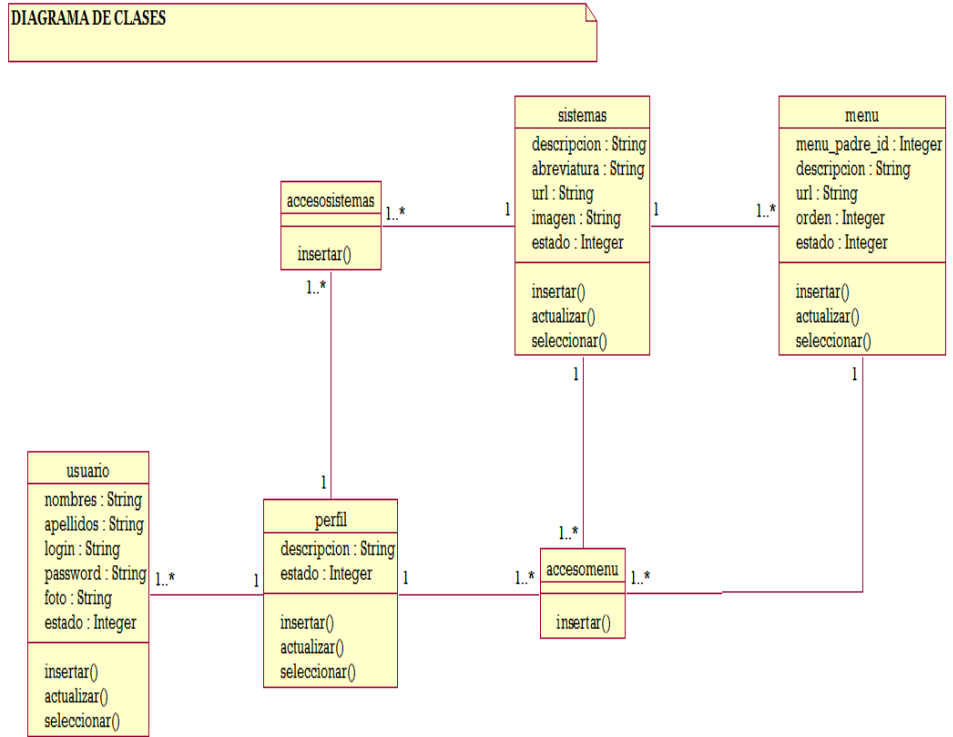 DIAGRAMA DE CLASES
sistemas
descripcion : String
abreviatura : String
url : String
imagen : String
estado : Integer
insertar()
actualizar()
seleccionar()
menu
menu_padre_id : Integer
descripcion : String
url : String
orden : Integer
estado : Integer
insertar()
actualizar()
seleccionar()
accesosistemas
insertar()
1..*
1
1
1..*
1..*
1
1
1
1..*
usuario
nombres : String
apellidos : String
login : String
password : String
foto : String
estado : Integer
insertar()
actualizar()
seleccionar()
1..*
1
perfil
descripcion : String
estado : Integer
insertar()
actualizar()
seleccionar()
1
1..*
accesomenu
insertar()
1..*